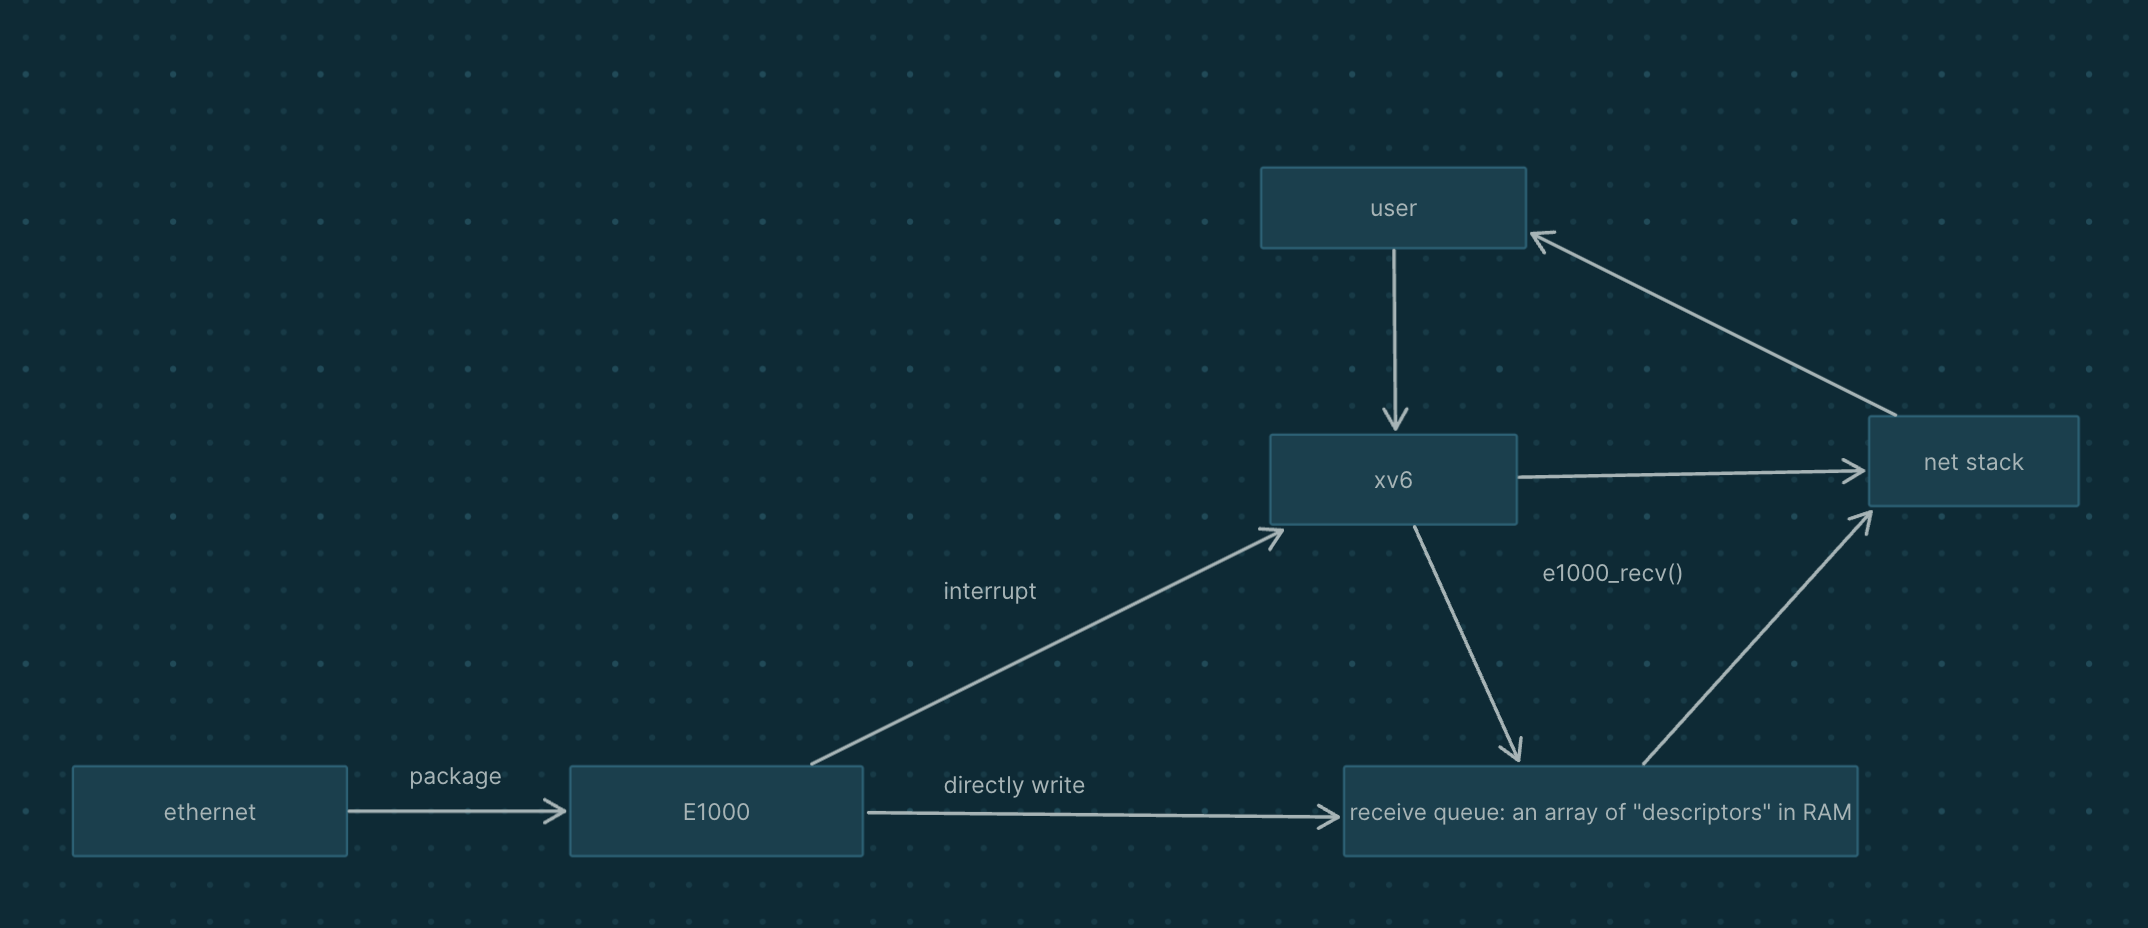 user
xv6
net stack
e1000_recv()
interrupt
ethernet
package
E1000
directly write
receive queue: an array of "descriptors" in RAM